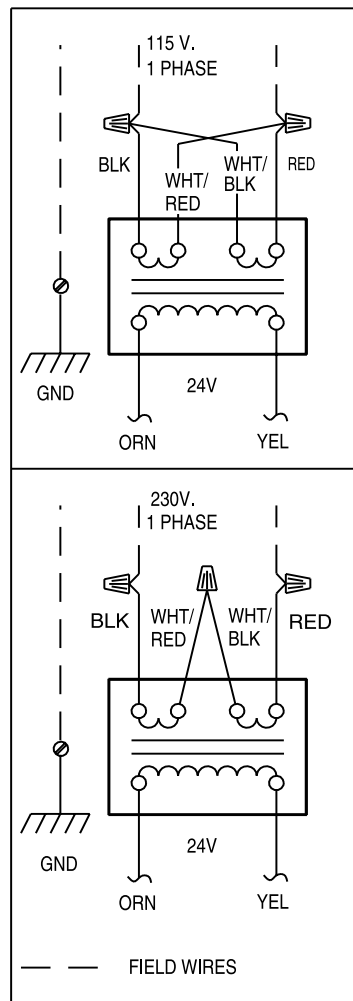 115 V.
1 PHASE
BLK
WHT/
RED
WHT/
BLK
RED
24V
GND
ORN
YEL
230V.
1 PHASE
BLK
WHT/
RED
WHT/
BLK
RED
24V
GND
ORN
YEL
FIELD WIRES